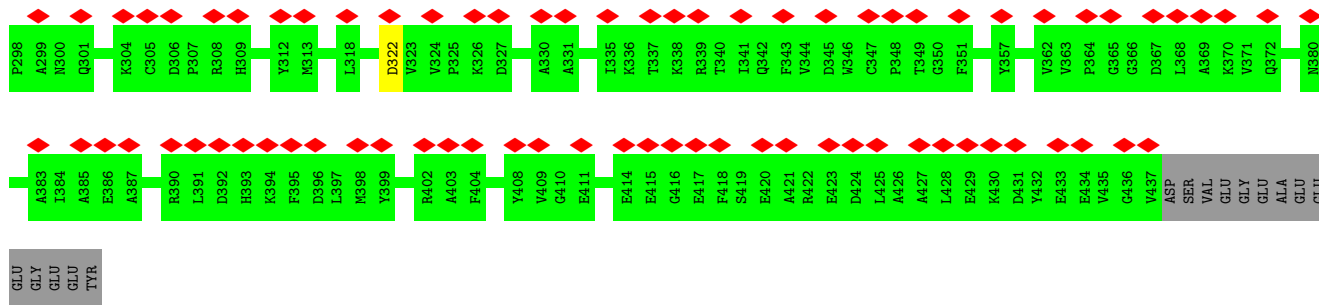 P298 A299 N300 Q301 K304 C305 D306 P307 R308 H309 Y312 M313 L318 D322 V323 V324 P325 K326 D327 A330 A331 I335 K336 T337 K338 R339 T340 I341 Q342 F343 V344 D345 W346 C347 P348 T349 G350 F351 Y357 V362 V363 P364 G365 G366 D367 L368 A369 K370 V371 Q372 N380
A383 I384 A385 E386 A387 R390 L391 D392 H393 K394 F395 D396 L397 M398 Y399 R402 A403 F404 Y408 V409 G410 E411 E414 E415 G416 E417 F418 S419 E420 A421 R422 E423 D424 L425 A426 A427 L428 E429 K430 D431 Y432 E433 E434 V435 G436 V437 ASP SER VAL GLU GLY GLU ALA GLU GLU
GLU GLY GLU GLU TYR